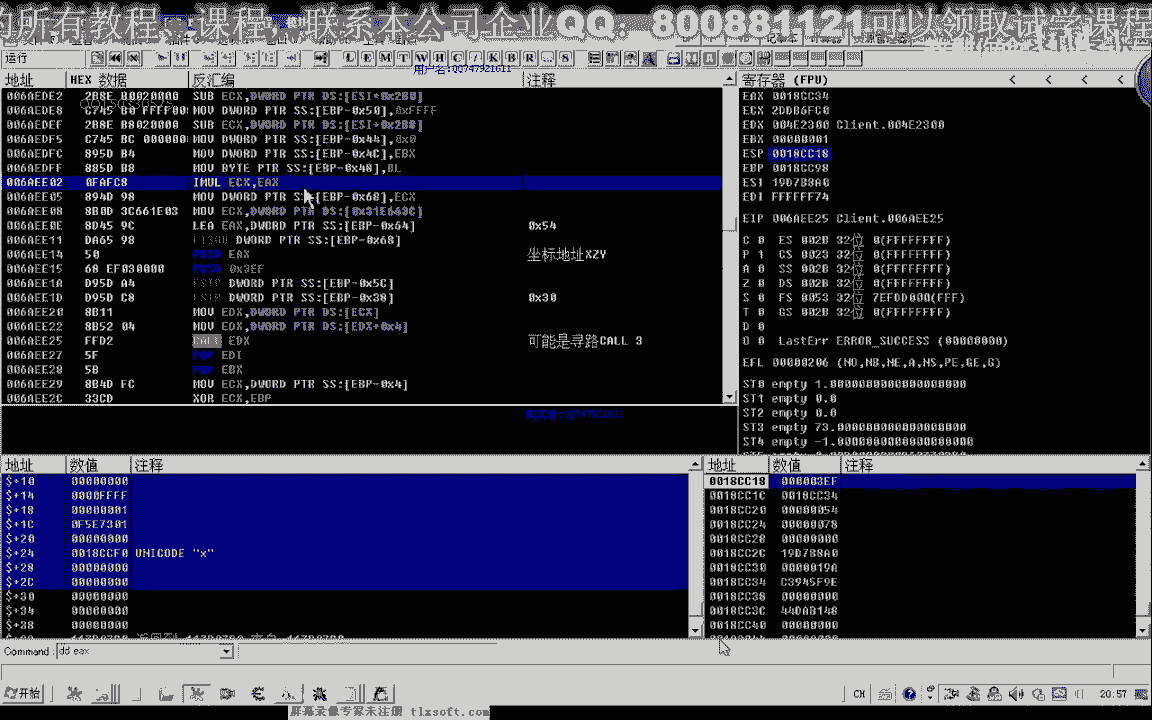 的所有教程、课程，联系本公司企业QQ：800881121可以领取试学课程
运行
L E M T W H C / K B R ... S
用户名:QQ747921611
地址 HEX 数据 反汇编 注释
006AEDE2 2B8E B0020000 SUB ECX,DWORD PTR DS:[ESI+0x2B0]
006AEDE8 C745 B0 FFFF00 MOV DWORD PTR SS:[EBP-0x50],0xFFFF
006AEDEF 2B8E B8020000 SUB ECX,DWORD PTR DS:[ESI+0x2B8]
006AEDF5 C745 BC 000000 MOV DWORD PTR SS:[EBP-0x44],0x0
006AEDFC 895D B4 MOV DWORD PTR SS:[EBP-0x4C],EBX
006AEDFF 885D B8 MOV BYTE PTR SS:[EBP-0x48],BL
006AEE02 0FAFC8 IMUL ECX,EAX
006AEE05 894D 98 MOV DWORD PTR SS:[EBP-0x68],ECX
006AEE08 8B0D 3C661E03 MOV ECX,DWORD PTR DS:[0x31E663C]
006AEE0E 8D45 9C LEA EAX,DWORD PTR SS:[EBP-0x64] 0x54
006AEE11 DA65 98 FISUB DWORD PTR SS:[EBP-0x68]
006AEE14 50 PUSH EAX 坐标地址XZY
006AEE15 68 EF030000 PUSH 0x3EF
006AEE1A D95D A4 FSTP DWORD PTR SS:[EBP-0x5C]
006AEE1D D95D C8 FSTP DWORD PTR SS:[EBP-0x38] 0x30
006AEE20 8B11 MOV EDX,DWORD PTR DS:[ECX]
006AEE22 8B52 04 MOV EDX,DWORD PTR DS:[EDX+0x4]
006AEE25 FFD2 CALL EDX 可能是寻路CALL 3
006AEE27 5F POP EDI
006AEE28 5B POP EBX
006AEE29 8B4D FC MOV ECX,DWORD PTR SS:[EBP-0x4]
006AEE2C 33CD XOR ECX,EBP
寄存器 (FPU) < < < <
EAX 0018CC34
ECX 2DDB6FC0
EDX 004E2300 Client.004E2300
EBX 00000001
ESP 0018CC18
EBP 0018CC98
ESI 19D7B8A0
EDI FFFFFF74
EIP 006AEE25 Client.006AEE25
C 0 ES 002B 32位 0(FFFFFFFF)
P 1 CS 0023 32位 0(FFFFFFFF)
A 0 SS 002B 32位 0(FFFFFFFF)
Z 0 DS 002B 32位 0(FFFFFFFF)
S 0 FS 0053 32位 7EFDD000(FFF)
T 0 GS 002B 32位 0(FFFFFFFF)
D 0
O 0 LastErr ERROR_SUCCESS (00000000)
EFL 00000206 (NO,NB,NE,A,NS,PE,GE,G)
ST0 empty 1.0000000000000000000
ST1 empty 0.0
ST2 empty 0.0
ST3 empty 73.000000000000000000
ST4 empty -1.0000000000000000000
地址 数值 注释
$+10 00000000
$+14 0000FFFF
$+18 00000001
$+1C 0F5E7301
$+20 00000000
$+24 0018CCF0 UNICODE "x"
$+28 00000000
$+2C 00000000
$+30 00000000
$+34 00000000
$+38 00000000
地址 数值 注释
0018CC18 000003EF
0018CC1C 0018CC34
0018CC20 00000054
0018CC24 00000078
0018CC28 00000000
0018CC2C 19D7B8A0
0018CC30 0000019A
0018CC34 C3945F9E
0018CC38 00000000
0018CC3C 44DAB148
0018CC40 00000000
Command: dd eax
开始
CH
20:57
屏幕录像专家未注册 tlxsoft.com